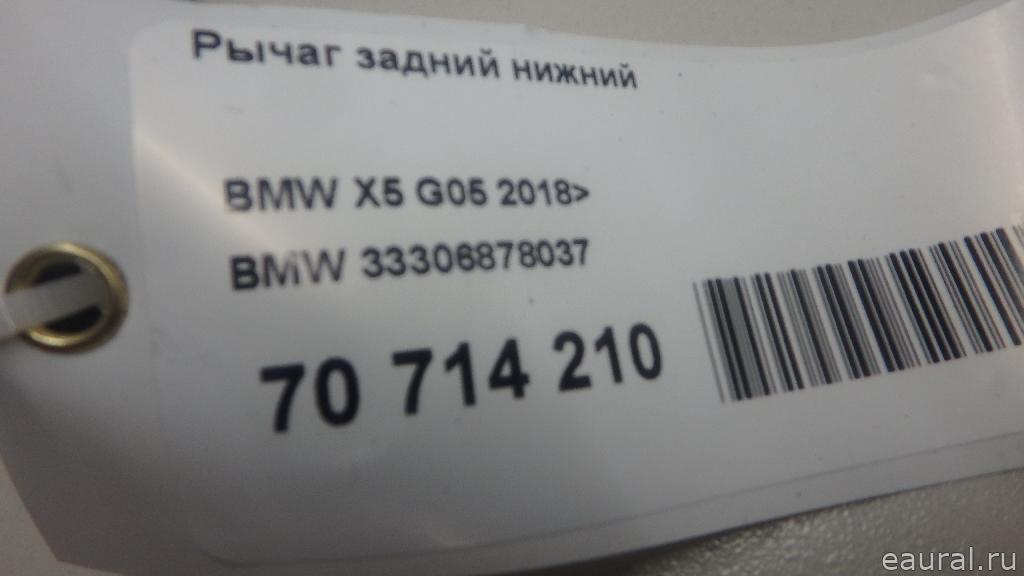 Рычаг задний нижний
BMW X5 G05 2018>
BMW 33306878037
70 714 210
eaural.ru